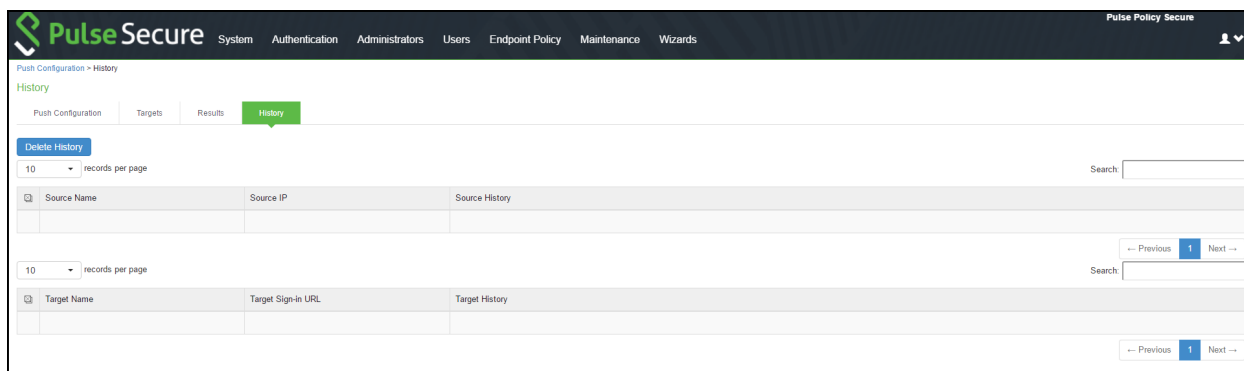 Pulse Policy Secure
Pulse Secure System Authentication Administrators Users Endpoint Policy Maintenance Wizards
Push Configuration > History
History
Push Configuration Targets Results History
Delete History
10 records per page Search:
Source Name Source IP Source History
← Previous 1 Next →
10 records per page Search:
Target Name Target Sign-in URL Target History
← Previous 1 Next →